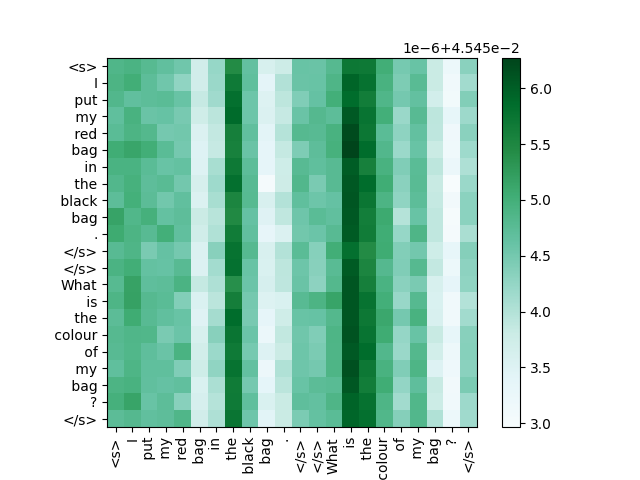 1e-6+4.545e-2
<s>
I
put
my
red
bag
in
the
black
bag
.
</s>
</s>
What
is
the
colour
of
my
bag
?
</s>
6.0
5.5
5.0
4.5
4.0
3.5
3.0
<s>
I
put
my
red
bag
in
the
black
bag
.
</s>
</s>
What
is
the
colour
of
my
bag
?
</s>